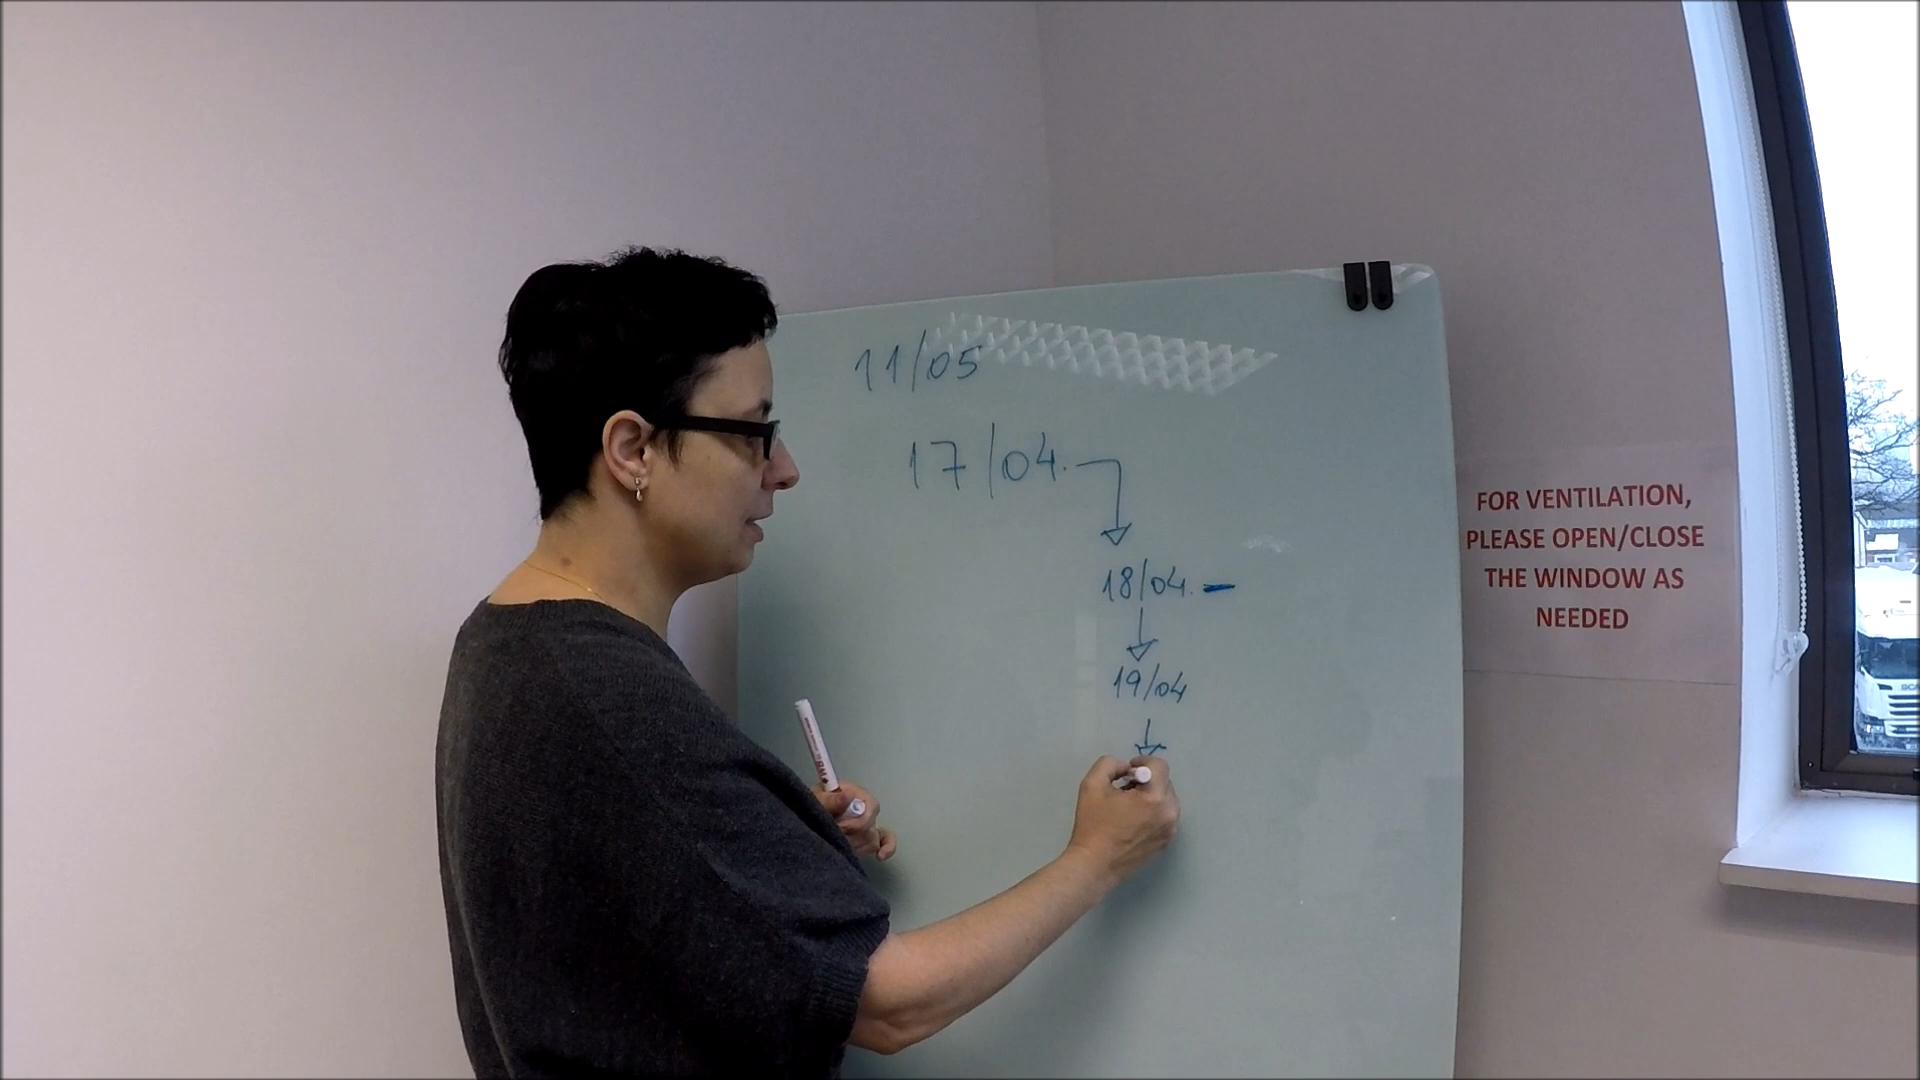 11/05
17/04.
18/04. –
19/04
FOR VENTILATION,
PLEASE OPEN/CLOSE
THE WINDOW AS
NEEDED